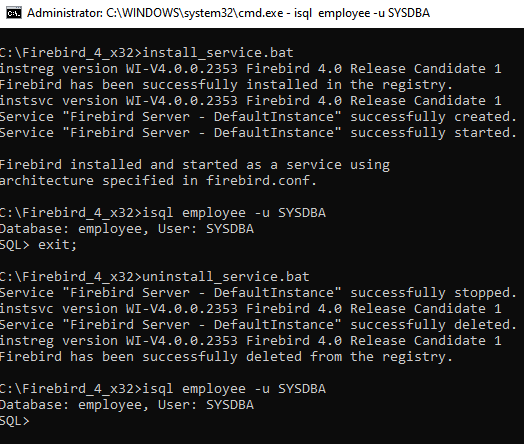 Administrator: C:\WINDOWS\system32\cmd.exe - isql  employee -u SYSDBA
C:\Firebird_4_x32>install_service.bat
instreg version WI-V4.0.0.2353 Firebird 4.0 Release Candidate 1
Firebird has been successfully installed in the registry.
instsvc version WI-V4.0.0.2353 Firebird 4.0 Release Candidate 1
Service "Firebird Server - DefaultInstance" successfully created.
Service "Firebird Server - DefaultInstance" successfully started.
Firebird installed and started as a service using
architecture specified in firebird.conf.
C:\Firebird_4_x32>isql employee -u SYSDBA
Database: employee, User: SYSDBA
SQL> exit;
C:\Firebird_4_x32>uninstall_service.bat
Service "Firebird Server - DefaultInstance" successfully stopped.
instsvc version WI-V4.0.0.2353 Firebird 4.0 Release Candidate 1
Service "Firebird Server - DefaultInstance" successfully deleted.
instreg version WI-V4.0.0.2353 Firebird 4.0 Release Candidate 1
Firebird has been successfully deleted from the registry.
C:\Firebird_4_x32>isql employee -u SYSDBA
Database: employee, User: SYSDBA
SQL>